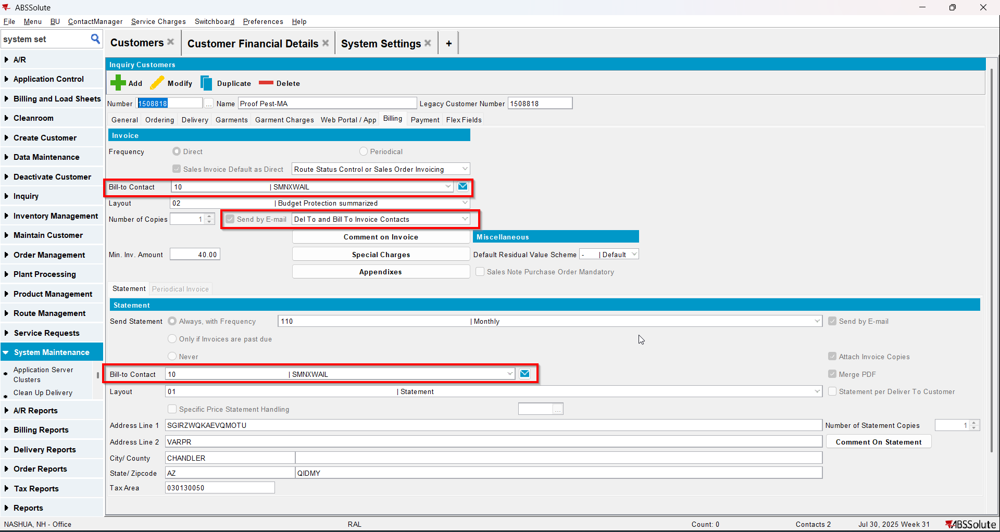 ABSSolute
File Menu BU ContactManager Service Charges Switchboard Preferences Help
system set
Customers Customer Financial Details System Settings +
A/R
Application Control
Billing and Load Sheets
Cleanroom
Create Customer
Data Maintenance
Deactivate Customer
Inquiry
Inventory Management
Maintain Customer
Order Management
Plant Processing
Product Management
Route Management
Service Requests
System Maintenance
Application Server
Clusters
Clean Up Delivery
A/R Reports
Billing Reports
Delivery Reports
Order Reports
Tax Reports
Reports
Inquiry Customers
Add Modify Duplicate Delete
Number 1508818 ... Name Proof Pest-MA Legacy Customer Number 1508818
General Ordering Delivery Garments Garment Charges Web Portal / App Billing Payment Flex Fields
Invoice
Frequency Direct Periodical
Sales Invoice Default as Direct Route Status Control or Sales Order Invoicing
Bill-to Contact 10 | SMNXWAIL
Layout 02 | Budget Protection summarized
Number of Copies 1 Send by E-mail Del To and Bill To Invoice Contacts
Comment on Invoice Miscellaneous
Min. Inv. Amount 40.00 Special Charges Default Residual Value Scheme - | Default
Appendixes Sales Note Purchase Order Mandatory
Statement Periodical Invoice
Statement
Send Statement Always, with Frequency 110 | Monthly Send by E-mail
Only if Invoices are past due
Never Attach Invoice Copies
Bill-to Contact 10 | SMNXWAIL Merge PDF
Layout 01 | Statement Statement per Deliver To Customer
Specific Price Statement Handling ...
Address Line 1 SGIRZWQKAEVQMOTU Number of Statement Copies 1
Address Line 2 VARPR Comment On Statement
City/ County CHANDLER
State/ Zipcode AZ QIDMY
Tax Area 030130050
NASHUA, NH - Office RAL Count: 0 Contacts 2 Jul 30, 2025 Week 31 ABSSolute